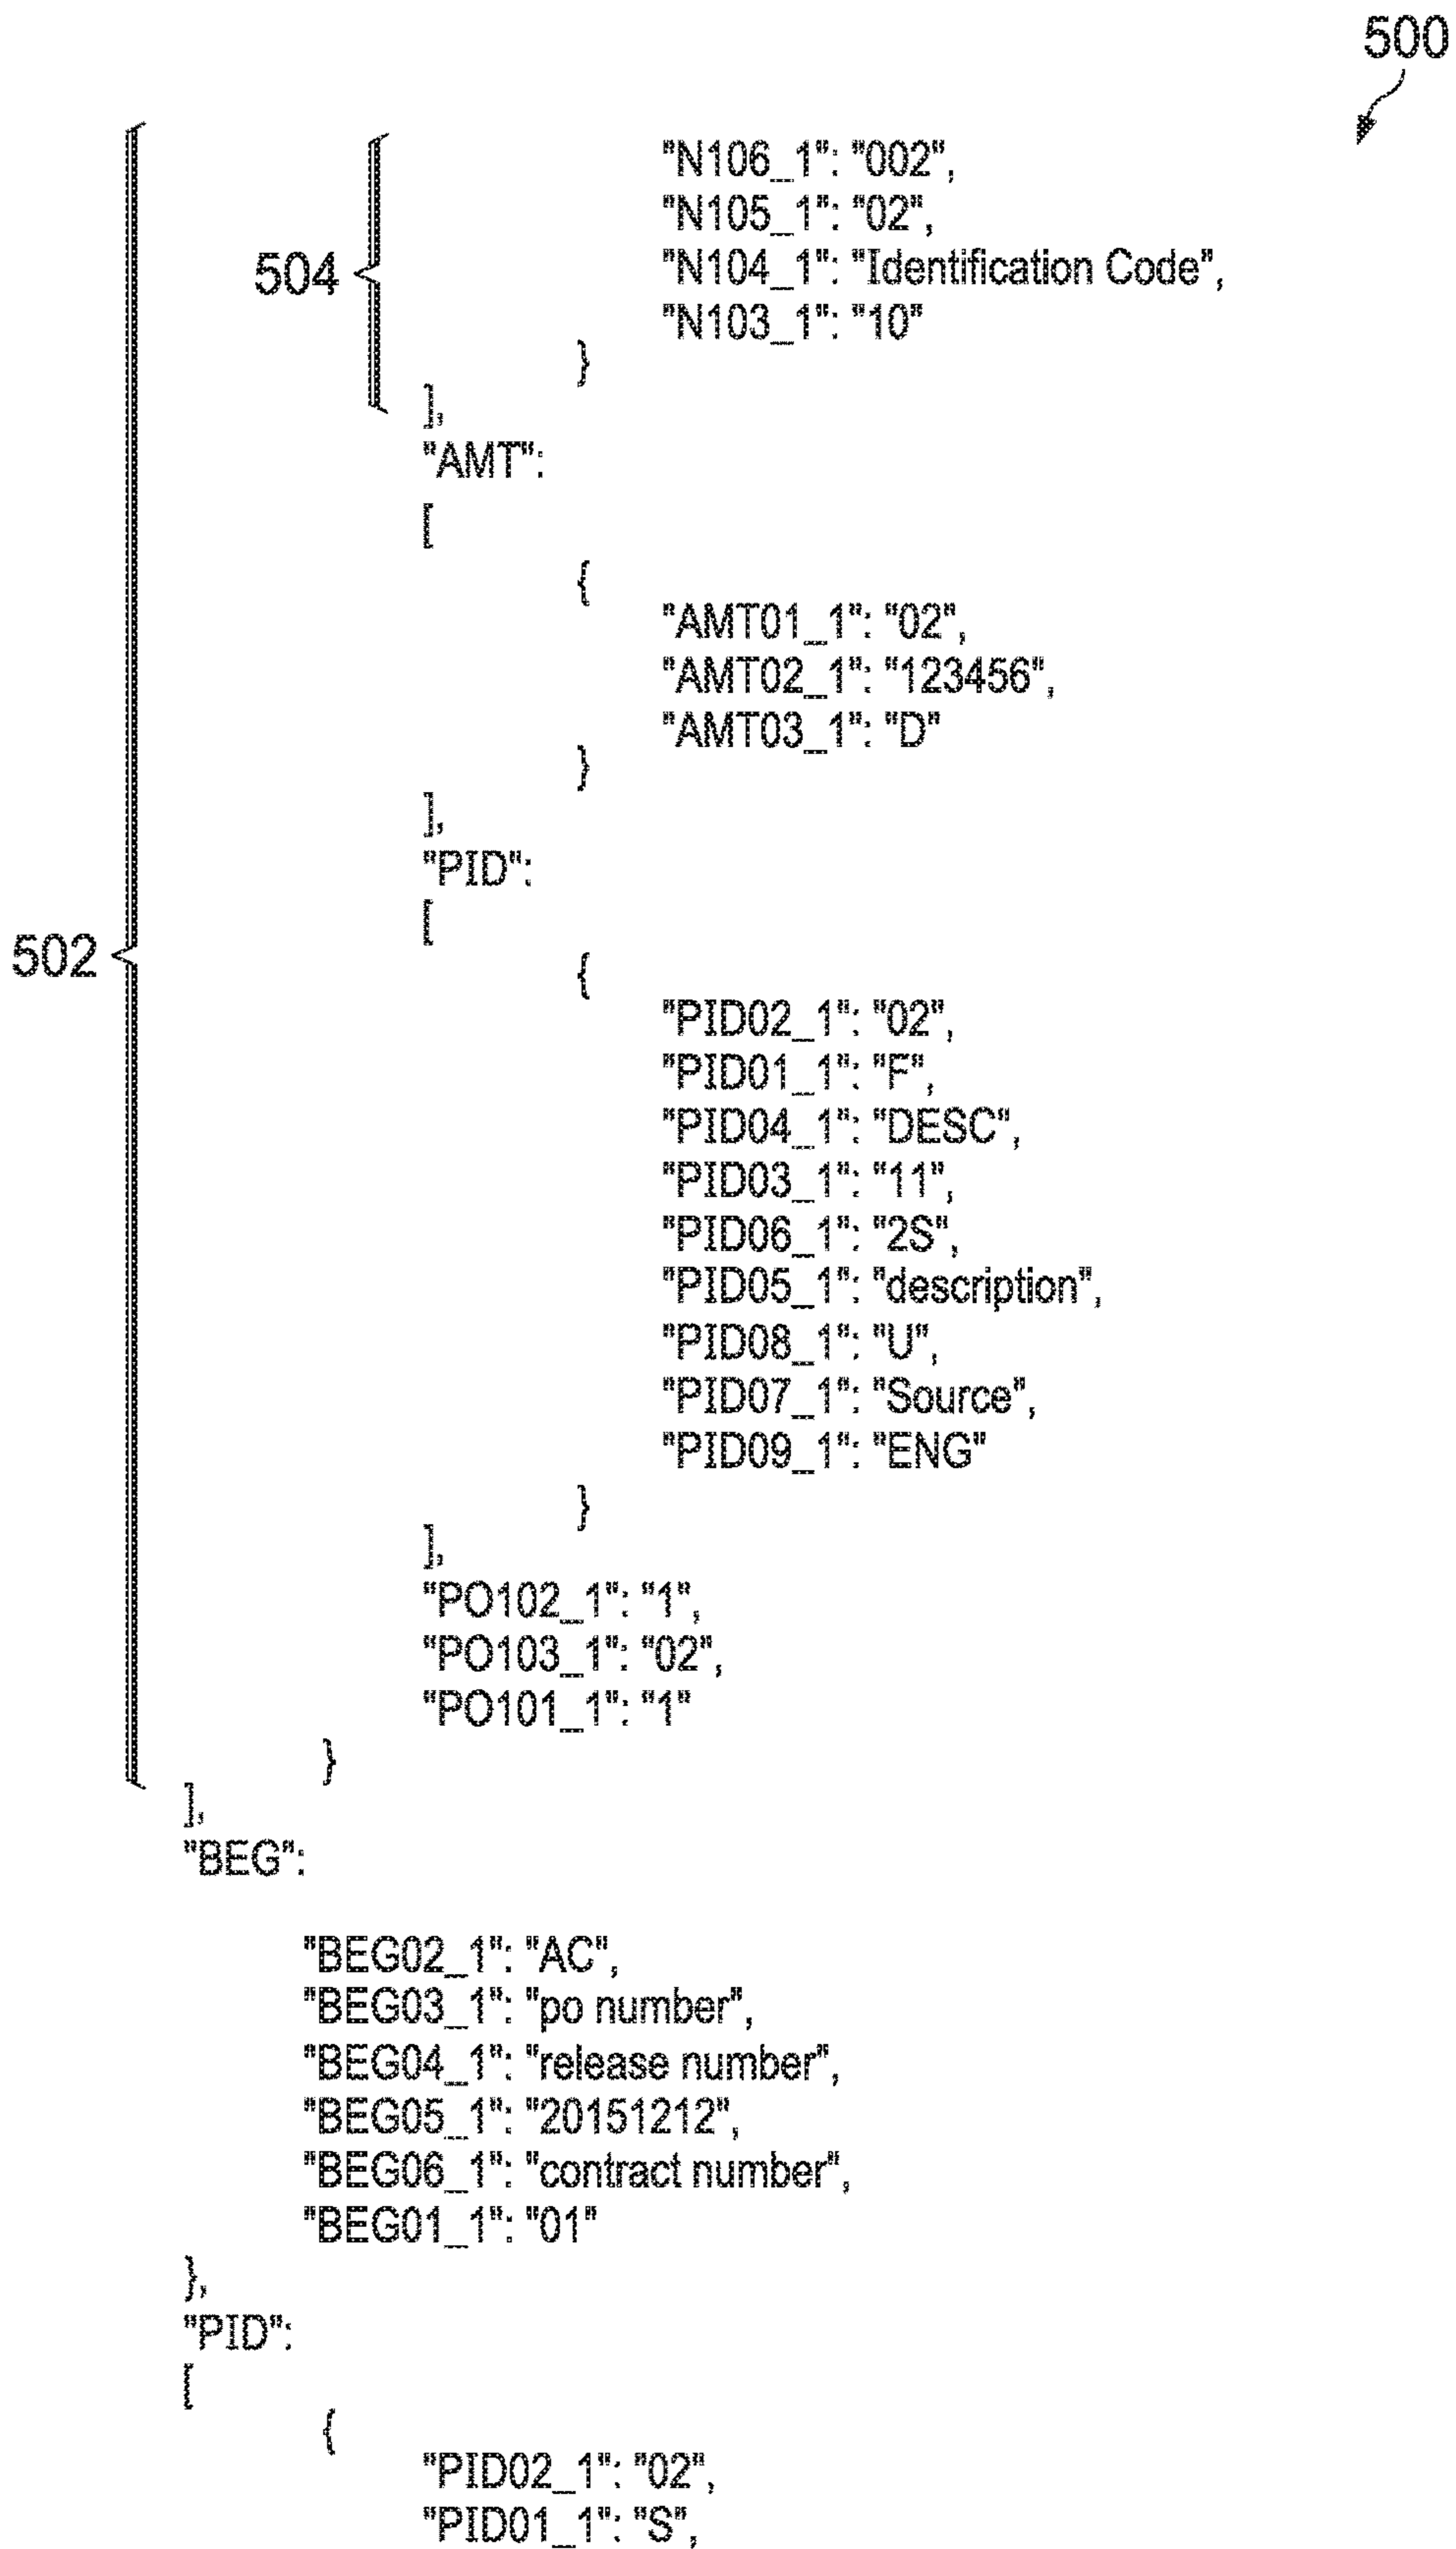 500
"N106_1": "002",
"N105_1": "02",
504
"N104_1": "Identification Code",
"N103_1": "10"
}
],
"AMT":
[
{
"AMT01_1": "02",
"AMT02_1": "123456",
"AMT03_1": "D"
}
],
"PID":
[
502
{
"PID02_1": "02",
"PID01_1": "F",
"PID04_1": "DESC",
"PID03_1": "11",
"PID06_1": "2S",
"PID05_1": "description",
"PID08_1": "U",
"PID07_1": "Source",
"PID09_1": "ENG"
}
],
"PO102_1": "1",
"PO103_1": "02",
"PO101_1": "1"
}
],
"BEG":
"BEG02_1": "AC",
"BEG03_1": "po number",
"BEG04_1": "release number",
"BEG05_1": "20151212",
"BEG06_1": "contract number",
"BEG01_1": "01"
},
"PID":
[
{
"PID02_1": "02",
"PID01_1": "S",